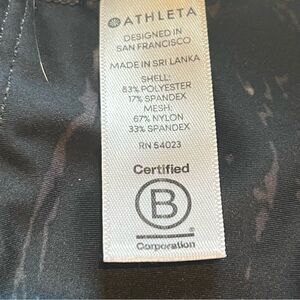 ATHLETA
DESIGNED IN
SAN FRANCISCO
MADE IN SRI LANKA
SHELL:
83% POLYESTER
17% SPANDEX
MESH:
67% NYLON
33% SPANDEX
RN 54023
Certified
B
Corporation